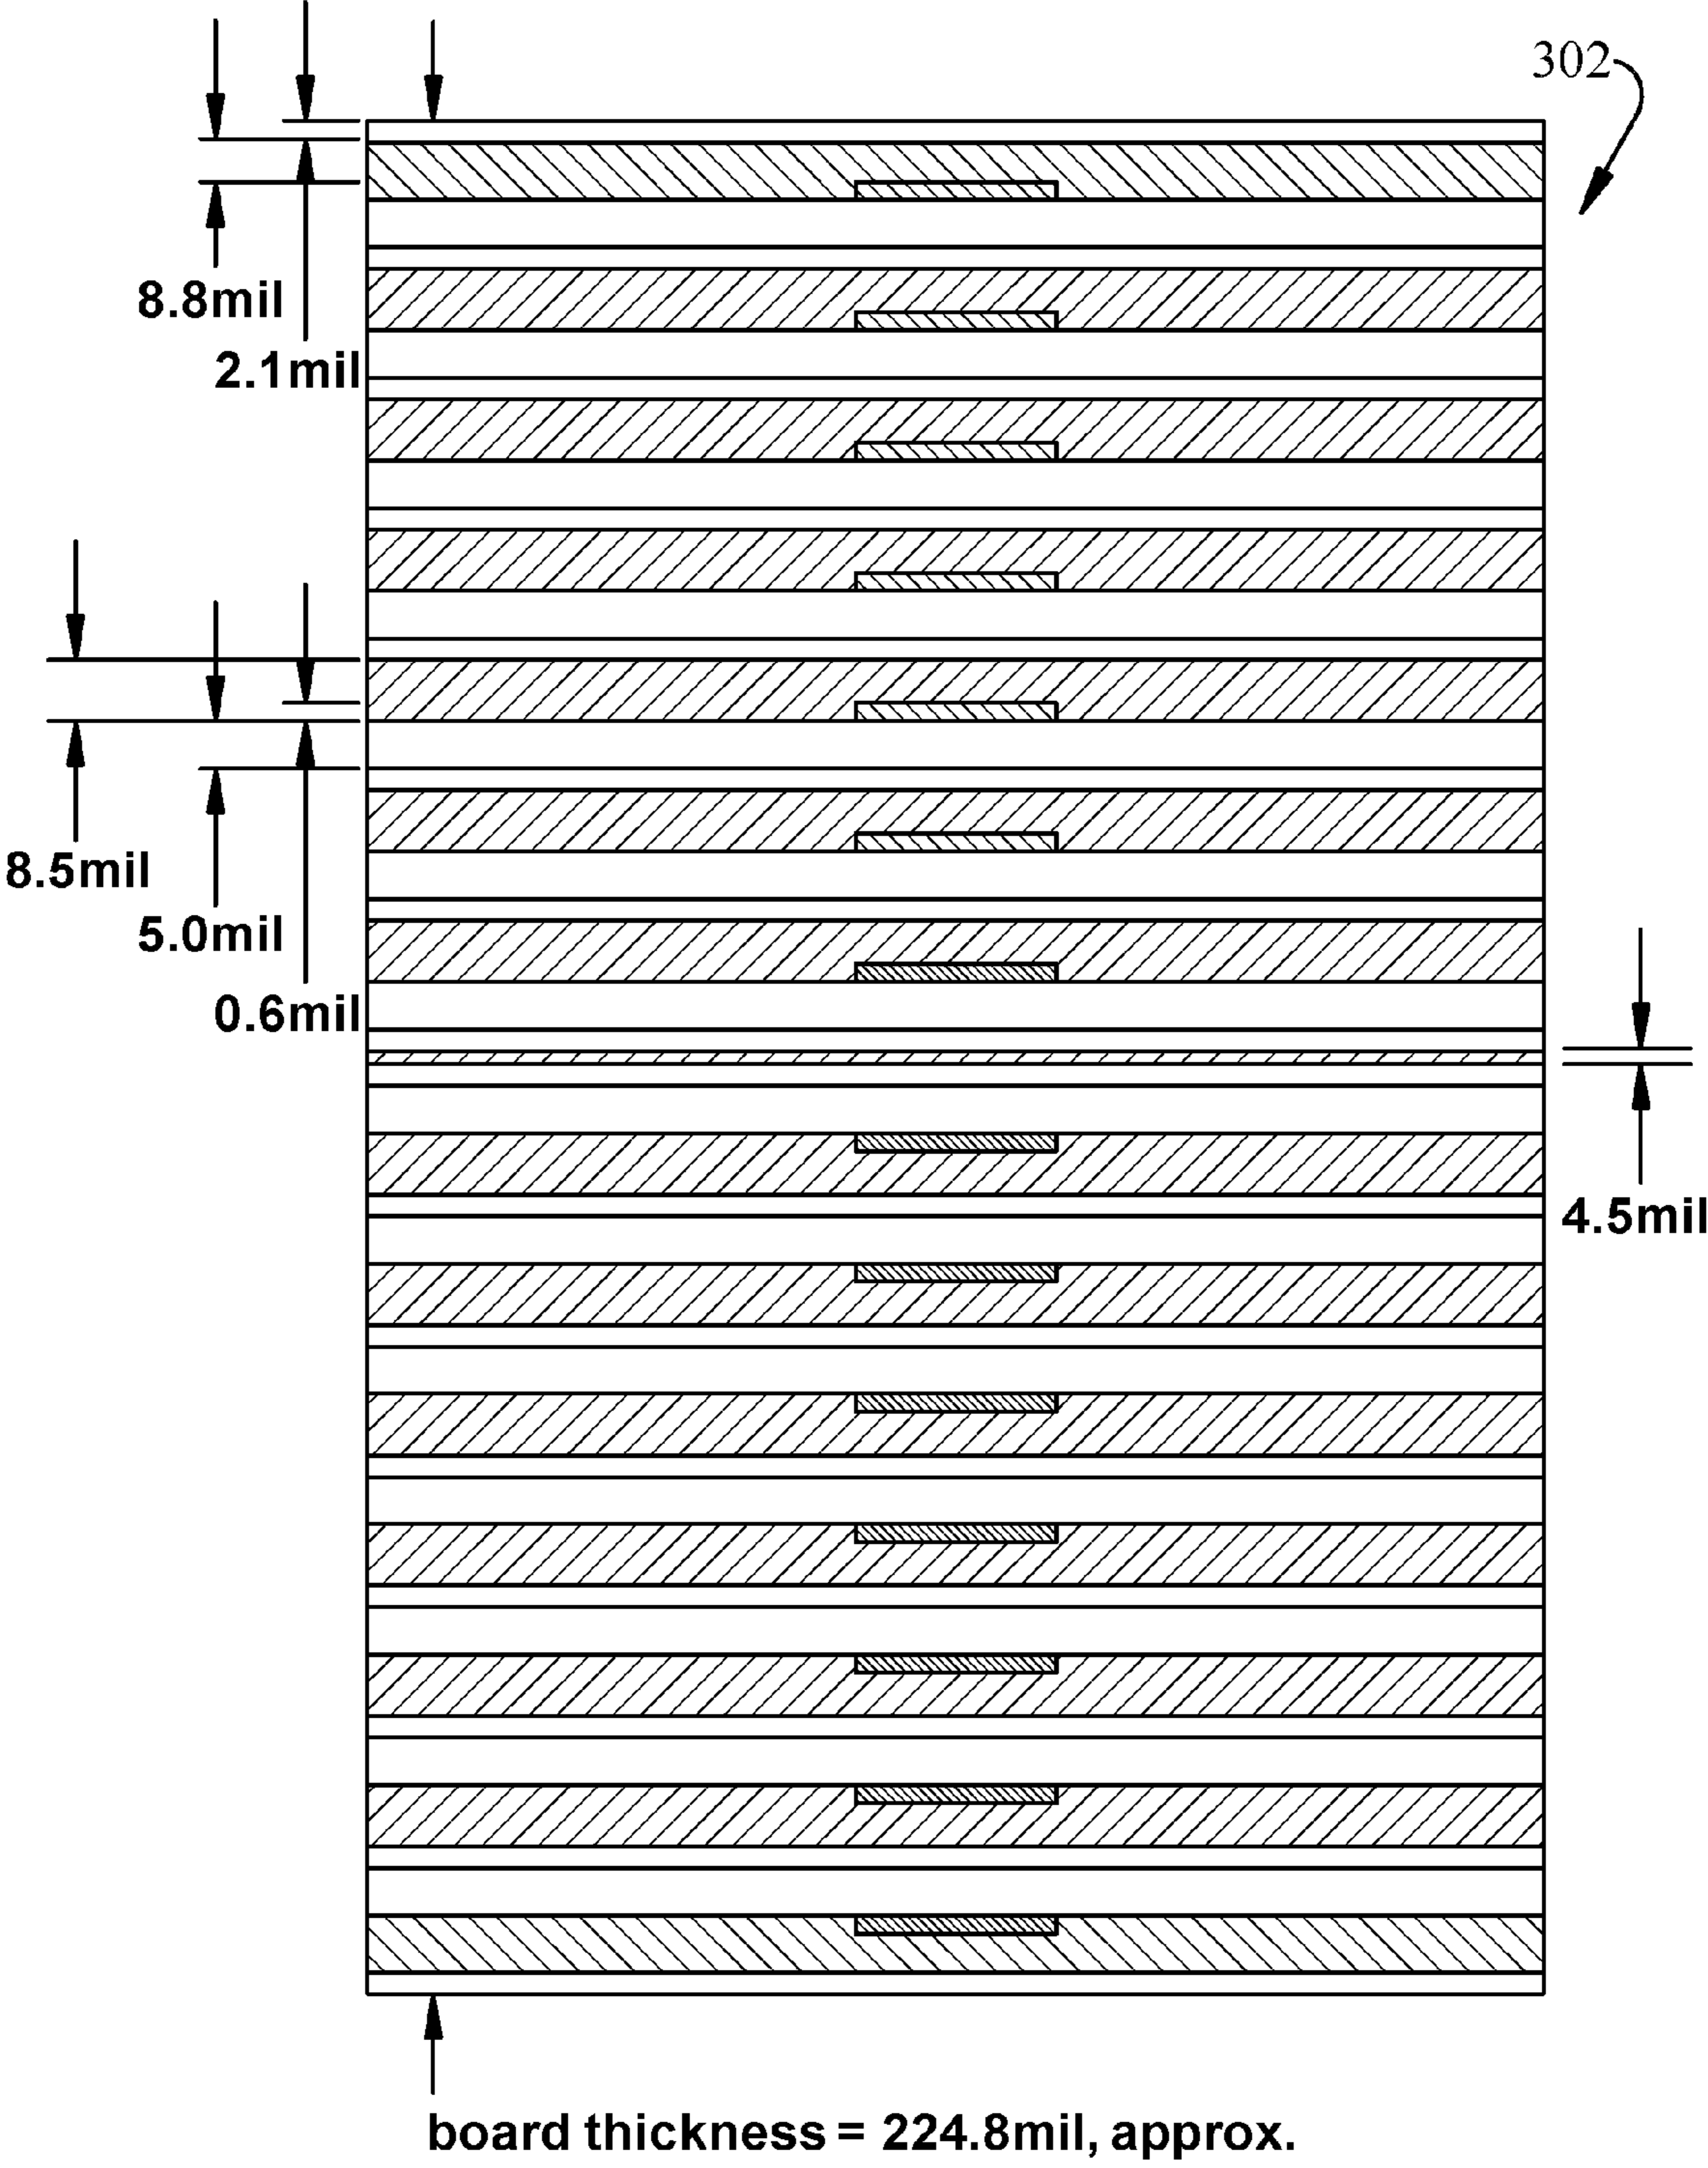 302
8.8mil
2.1mil
8.5mil
5.0mil
0.6mil
4.5mil
board thickness = 224.8mil, approx.